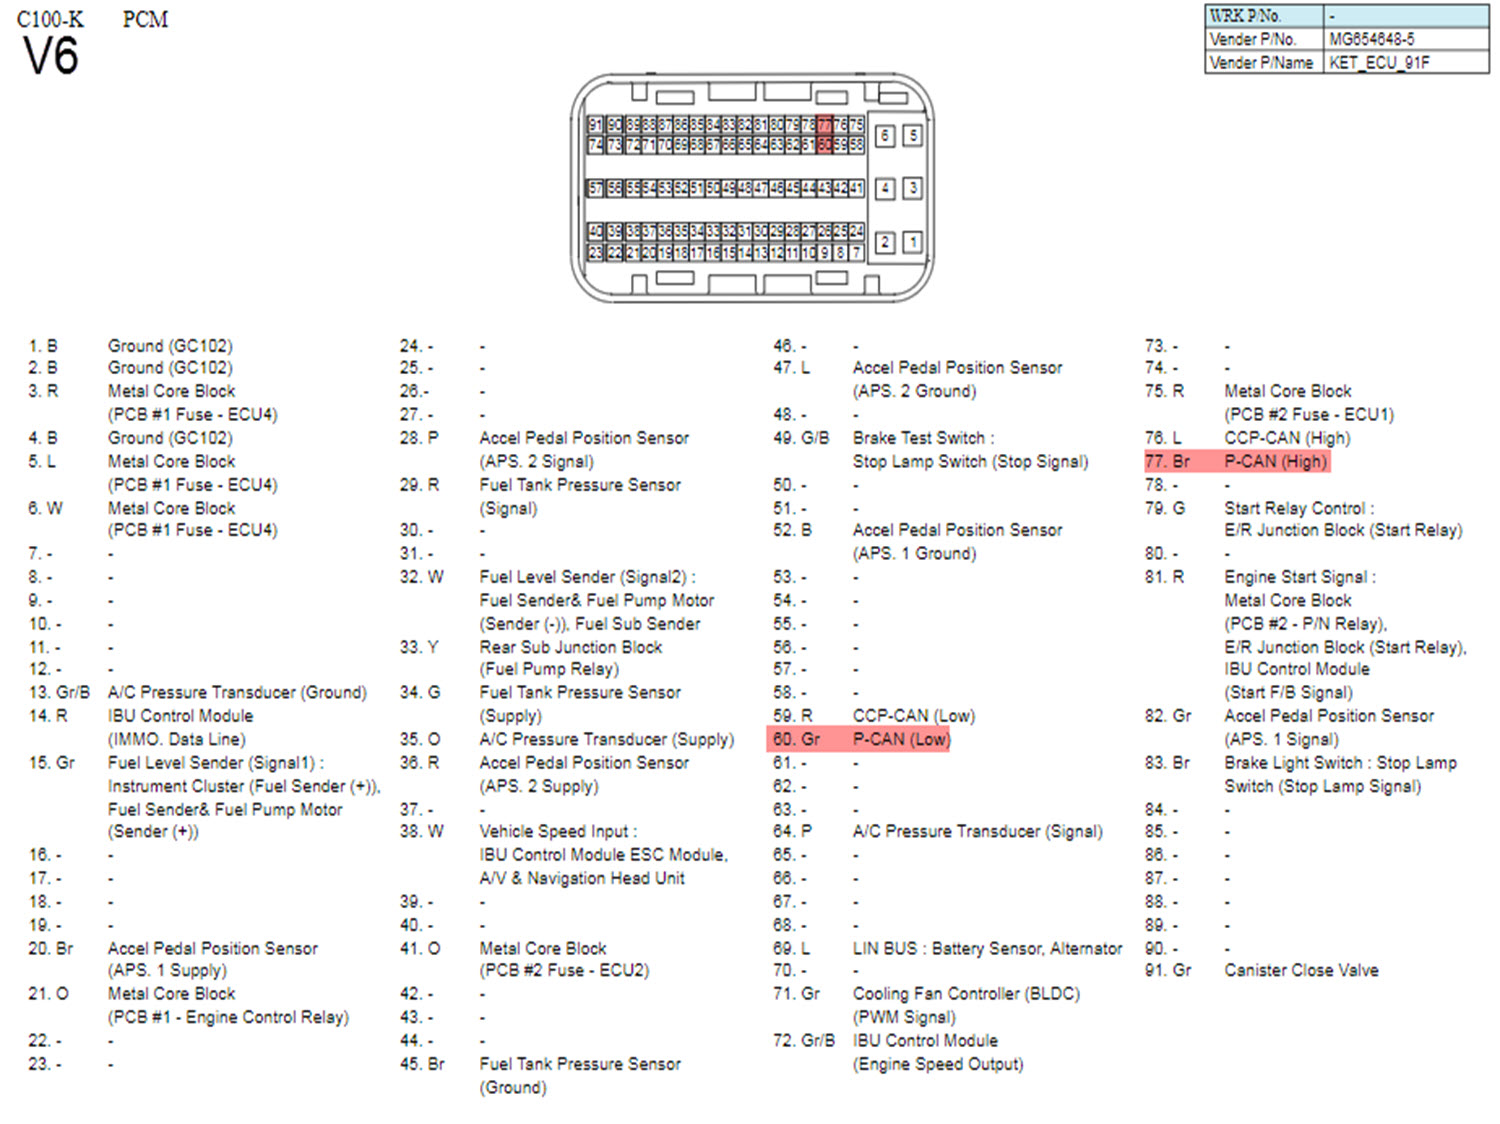 C100-K PCM
V6
WRK P/No. -
Vender P/No. MG654648-5
Vender P/Name KET_ECU_91F
91 90 89 88 87 86 85 84 83 82 81 80 79 78 77 76 75
74 73 72 71 70 69 68 67 66 65 64 63 62 61 60 59 58
6 5
57 56 55 54 53 52 51 50 49 48 47 46 45 44 43 42 41
4 3
40 39 38 37 36 35 34 33 32 31 30 29 28 27 26 25 24
23 22 21 20 19 18 17 16 15 14 13 12 11 10 9 8 7
2 1
1. B Ground (GC102)
2. B Ground (GC102)
3. R Metal Core Block
(PCB #1 Fuse - ECU4)
4. B Ground (GC102)
5. L Metal Core Block
(PCB #1 Fuse - ECU4)
6. W Metal Core Block
(PCB #1 Fuse - ECU4)
7. - -
8. - -
9. - -
10. - -
11. - -
12. - -
13. Gr/B A/C Pressure Transducer (Ground)
14. R IBU Control Module
(IMMO. Data Line)
15. Gr Fuel Level Sender (Signal1) :
Instrument Cluster (Fuel Sender (+)),
Fuel Sender& Fuel Pump Motor
(Sender (+))
16. - -
17. - -
18. - -
19. - -
20. Br Accel Pedal Position Sensor
(APS. 1 Supply)
21. O Metal Core Block
(PCB #1 - Engine Control Relay)
22. - -
23. - -
24. - -
25. - -
26.- -
27. - -
28. P Accel Pedal Position Sensor
(APS. 2 Signal)
29. R Fuel Tank Pressure Sensor
(Signal)
30. - -
31. - -
32. W Fuel Level Sender (Signal2) :
Fuel Sender& Fuel Pump Motor
(Sender (-)), Fuel Sub Sender
33. Y Rear Sub Junction Block
(Fuel Pump Relay)
34. G Fuel Tank Pressure Sensor
(Supply)
35. O A/C Pressure Transducer (Supply)
36. R Accel Pedal Position Sensor
(APS. 2 Supply)
37. - -
38. W Vehicle Speed Input :
IBU Control Module ESC Module,
A/V & Navigation Head Unit
39. - -
40. - -
41. O Metal Core Block
(PCB #2 Fuse - ECU2)
42. - -
43. - -
44. - -
45. Br Fuel Tank Pressure Sensor
(Ground)
46. - -
47. L Accel Pedal Position Sensor
(APS. 2 Ground)
48. - -
49. G/B Brake Test Switch :
Stop Lamp Switch (Stop Signal)
50. - -
51. - -
52. B Accel Pedal Position Sensor
(APS. 1 Ground)
53. - -
54. - -
55. - -
56. - -
57. - -
58. - -
59. R CCP-CAN (Low)
60. Gr P-CAN (Low)
61. - -
62. - -
63. - -
64. P A/C Pressure Transducer (Signal)
65. - -
66. - -
67. - -
68. - -
69. L LIN BUS : Battery Sensor, Alternator
70. - -
71. Gr Cooling Fan Controller (BLDC)
(PWM Signal)
72. Gr/B IBU Control Module
(Engine Speed Output)
73. - -
74. - -
75. R Metal Core Block
(PCB #2 Fuse - ECU1)
76. L CCP-CAN (High)
77. Br P-CAN (High)
78. - -
79. G Start Relay Control :
E/R Junction Block (Start Relay)
80. - -
81. R Engine Start Signal :
Metal Core Block
(PCB #2 - P/N Relay),
E/R Junction Block (Start Relay),
IBU Control Module
(Start F/B Signal)
82. Gr Accel Pedal Position Sensor
(APS. 1 Signal)
83. Br Brake Light Switch : Stop Lamp
Switch (Stop Lamp Signal)
84. - -
85. - -
86. - -
87. - -
88. - -
89. - -
90. - -
91. Gr Canister Close Valve